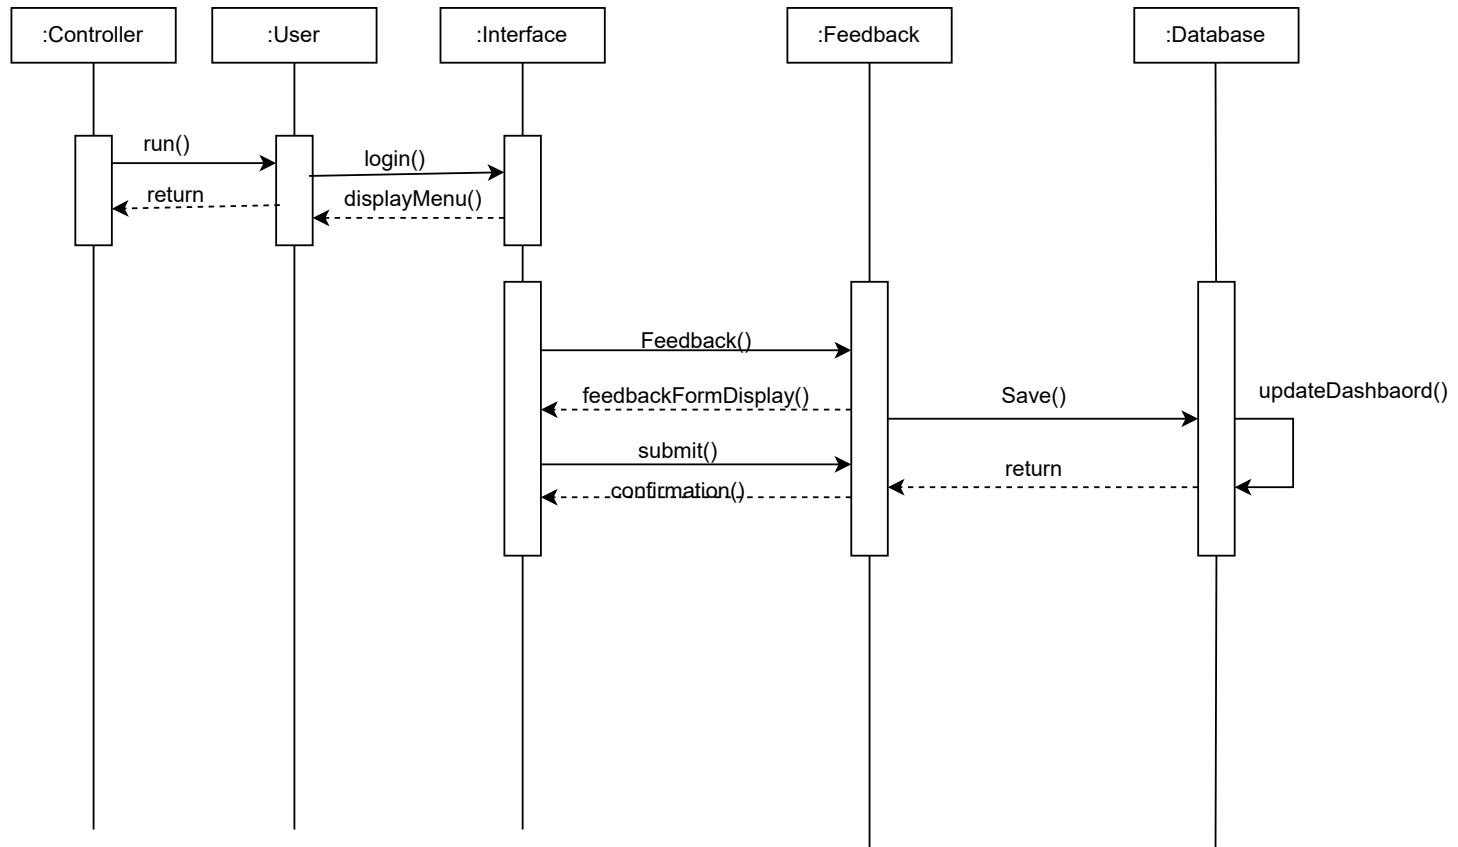 :Controller
:User
:Interface
:Feedback
:Database
run()
login()
return
displayMenu()
Feedback()
feedbackFormDisplay()
Save()
updateDashbaord()
submit()
return
confirmation()